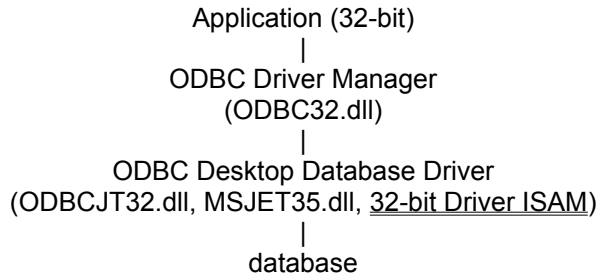 Application (32-bit)
ODBC Driver Manager
(ODBC32.dll)
ODBC Desktop Database Driver
(ODBCJT32.dll, MSJET35.dll, 32-bit Driver ISAM)
database